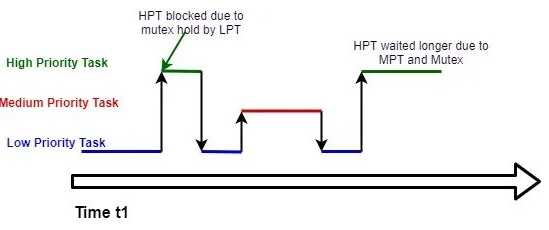 HPT blocked due to
mutex hold by LPT
HPT waited longer due to
MPT and Mutex
High Priority Task
Medium Priority Task
Low Priority Task
Time t1